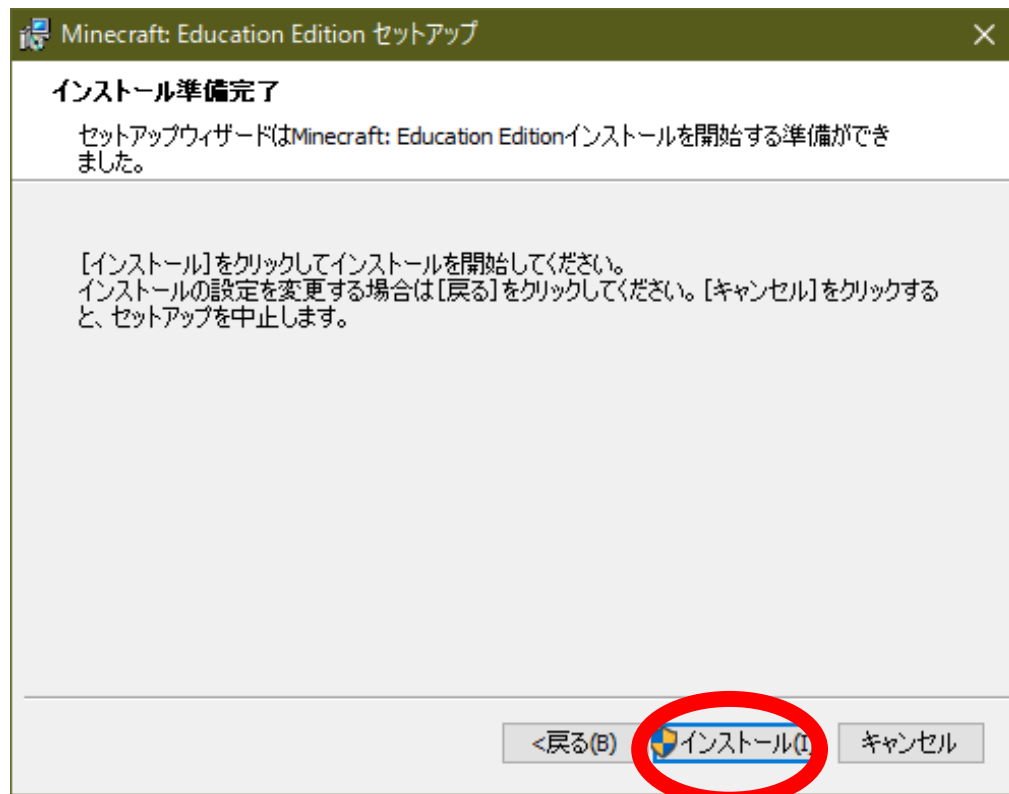 Minecraft: Education Edition セットアップ
インストール準備完了
セットアップウィザードはMinecraft: Education Editionインストールを開始する準備ができ
ました。
[インストール]をクリックしてインストールを開始してください。
インストールの設定を変更する場合は[戻る]をクリックしてください。[キャンセル]をクリックする
と、セットアップを中止します。
<戻る(B)
インストール(I
キャンセル